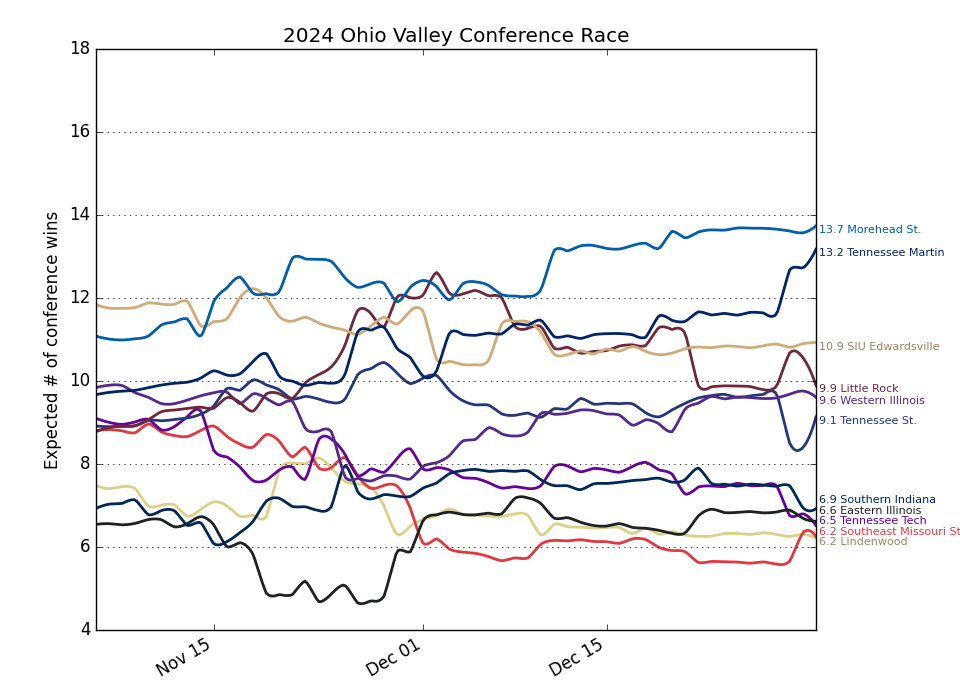 2024 Ohio Valley Conference Race
Expected # of conference wins
18
16
14
12
10
8
6
4
13.7 Morehead St.
13.2 Tennessee Martin
10.9 SIU Edwardsville
9.9 Little Rock
9.6 Western Illinois
9.1 Tennessee St.
6.9 Southern Indiana
6.6 Eastern Illinois
6.5 Tennessee Tech
6.2 Southeast Missouri St
6.2 Lindenwood
Nov 15
Dec 01
Dec 15